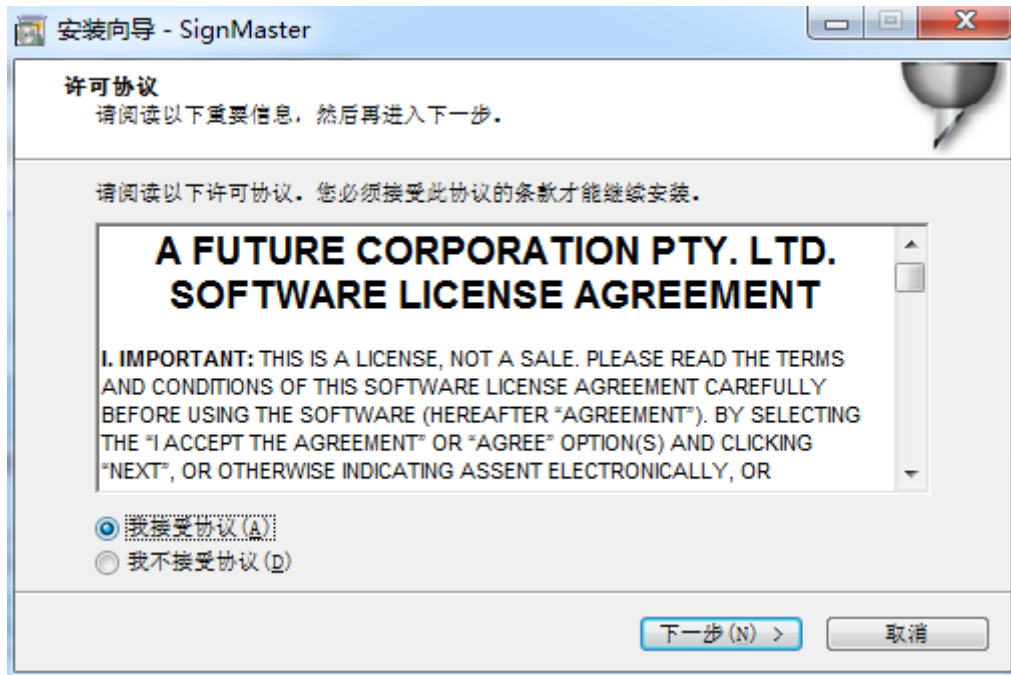 安装向导 - SignMaster
许可协议
请阅读以下重要信息，然后再进入下一步。
请阅读以下许可协议。您必须接受此协议的条款才能继续安装。
A FUTURE CORPORATION PTY. LTD.
SOFTWARE LICENSE AGREEMENT
I. IMPORTANT: THIS IS A LICENSE, NOT A SALE. PLEASE READ THE TERMS
AND CONDITIONS OF THIS SOFTWARE LICENSE AGREEMENT CAREFULLY
BEFORE USING THE SOFTWARE (HEREAFTER “AGREEMENT”). BY SELECTING
THE “I ACCEPT THE AGREEMENT” OR “AGREE” OPTION(S) AND CLICKING
“NEXT”, OR OTHERWISE INDICATING ASSENT ELECTRONICALLY, OR
我接受协议(A)
我不接受协议(D)
下一步(N) >
取消